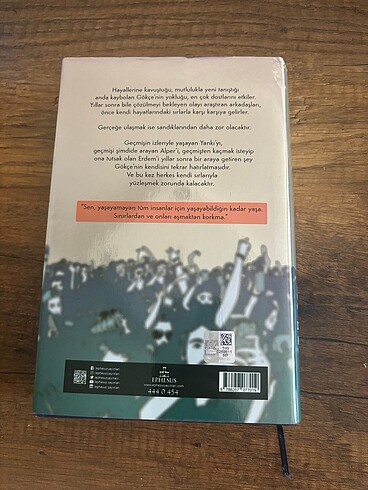 Hayallerine kavuştuğu, mutlulukla yeni tanıştığı
anda kaybolan Gökçe'nin yokluğu, en çok dostlarını etkiler.
Yıllar sonra bile çözülmeyi bekleyen olayı araştıran arkadaşları,
önce kendi hayatlarındaki sırlarla karşı karşıya gelirler.
Gerçeğe ulaşmak ise sandıklarından daha zor olacaktır.
Geçmişin izleriyle yaşayan Yankı'yı,
geçmişi şimdide arayan Alper'i, geçmişten kaçmak isteyip
ona tutsak olan Erdem'i yıllar sonra bir araya getiren şey
Gökçe'nin kendisini tekrar hatırlatmasıdır.
Ve bu kez herkes kendi sırlarıyla
yüzleşmek zorunda kalacaktır.
"Sen, yaşayamayan tüm insanlar için yaşayabildiğin kadar yaşa.
Sınırlardan ve onları aşmaktan korkma."
EPHESUS
www.ephesusyayinlari.com
444 0 454